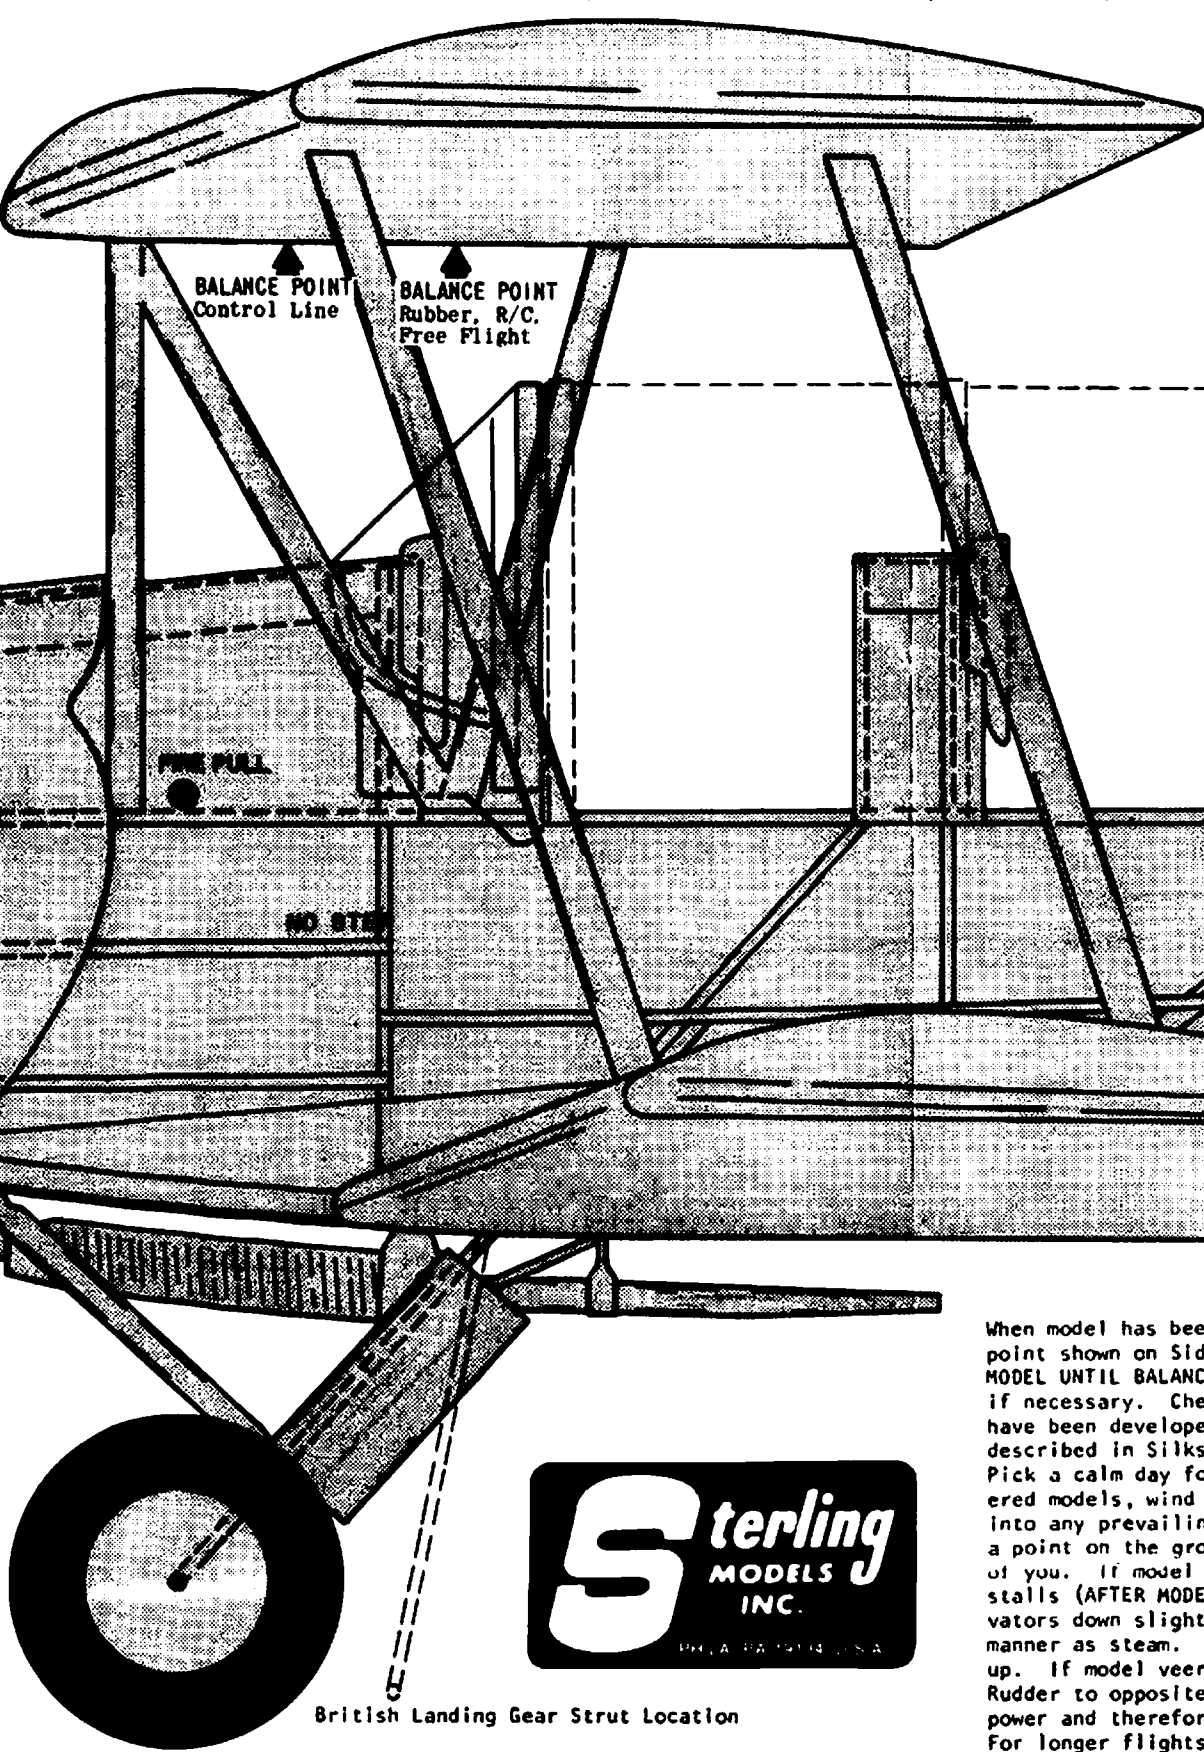 BALANCE POINT
Control Line
BALANCE POINT
Rubber, R/C.
Free Flight
FIRE PULL
NO STEP
When model has bee
point shown on Sid
MODEL UNTIL BALANC
if necessary. Che
have been develope
described in Silks
Pick a calm day fo
ered models, wind
into any prevailin
a point on the gro
of you. If model
stalls (AFTER MODE
vators down slight
manner as steam.
up. If model veer
Rudder to opposite
power and therefor
For longer flights
Sterling
MODELS
INC.
PHILA. PA. 19144 U.S.A.
British Landing Gear Strut Location